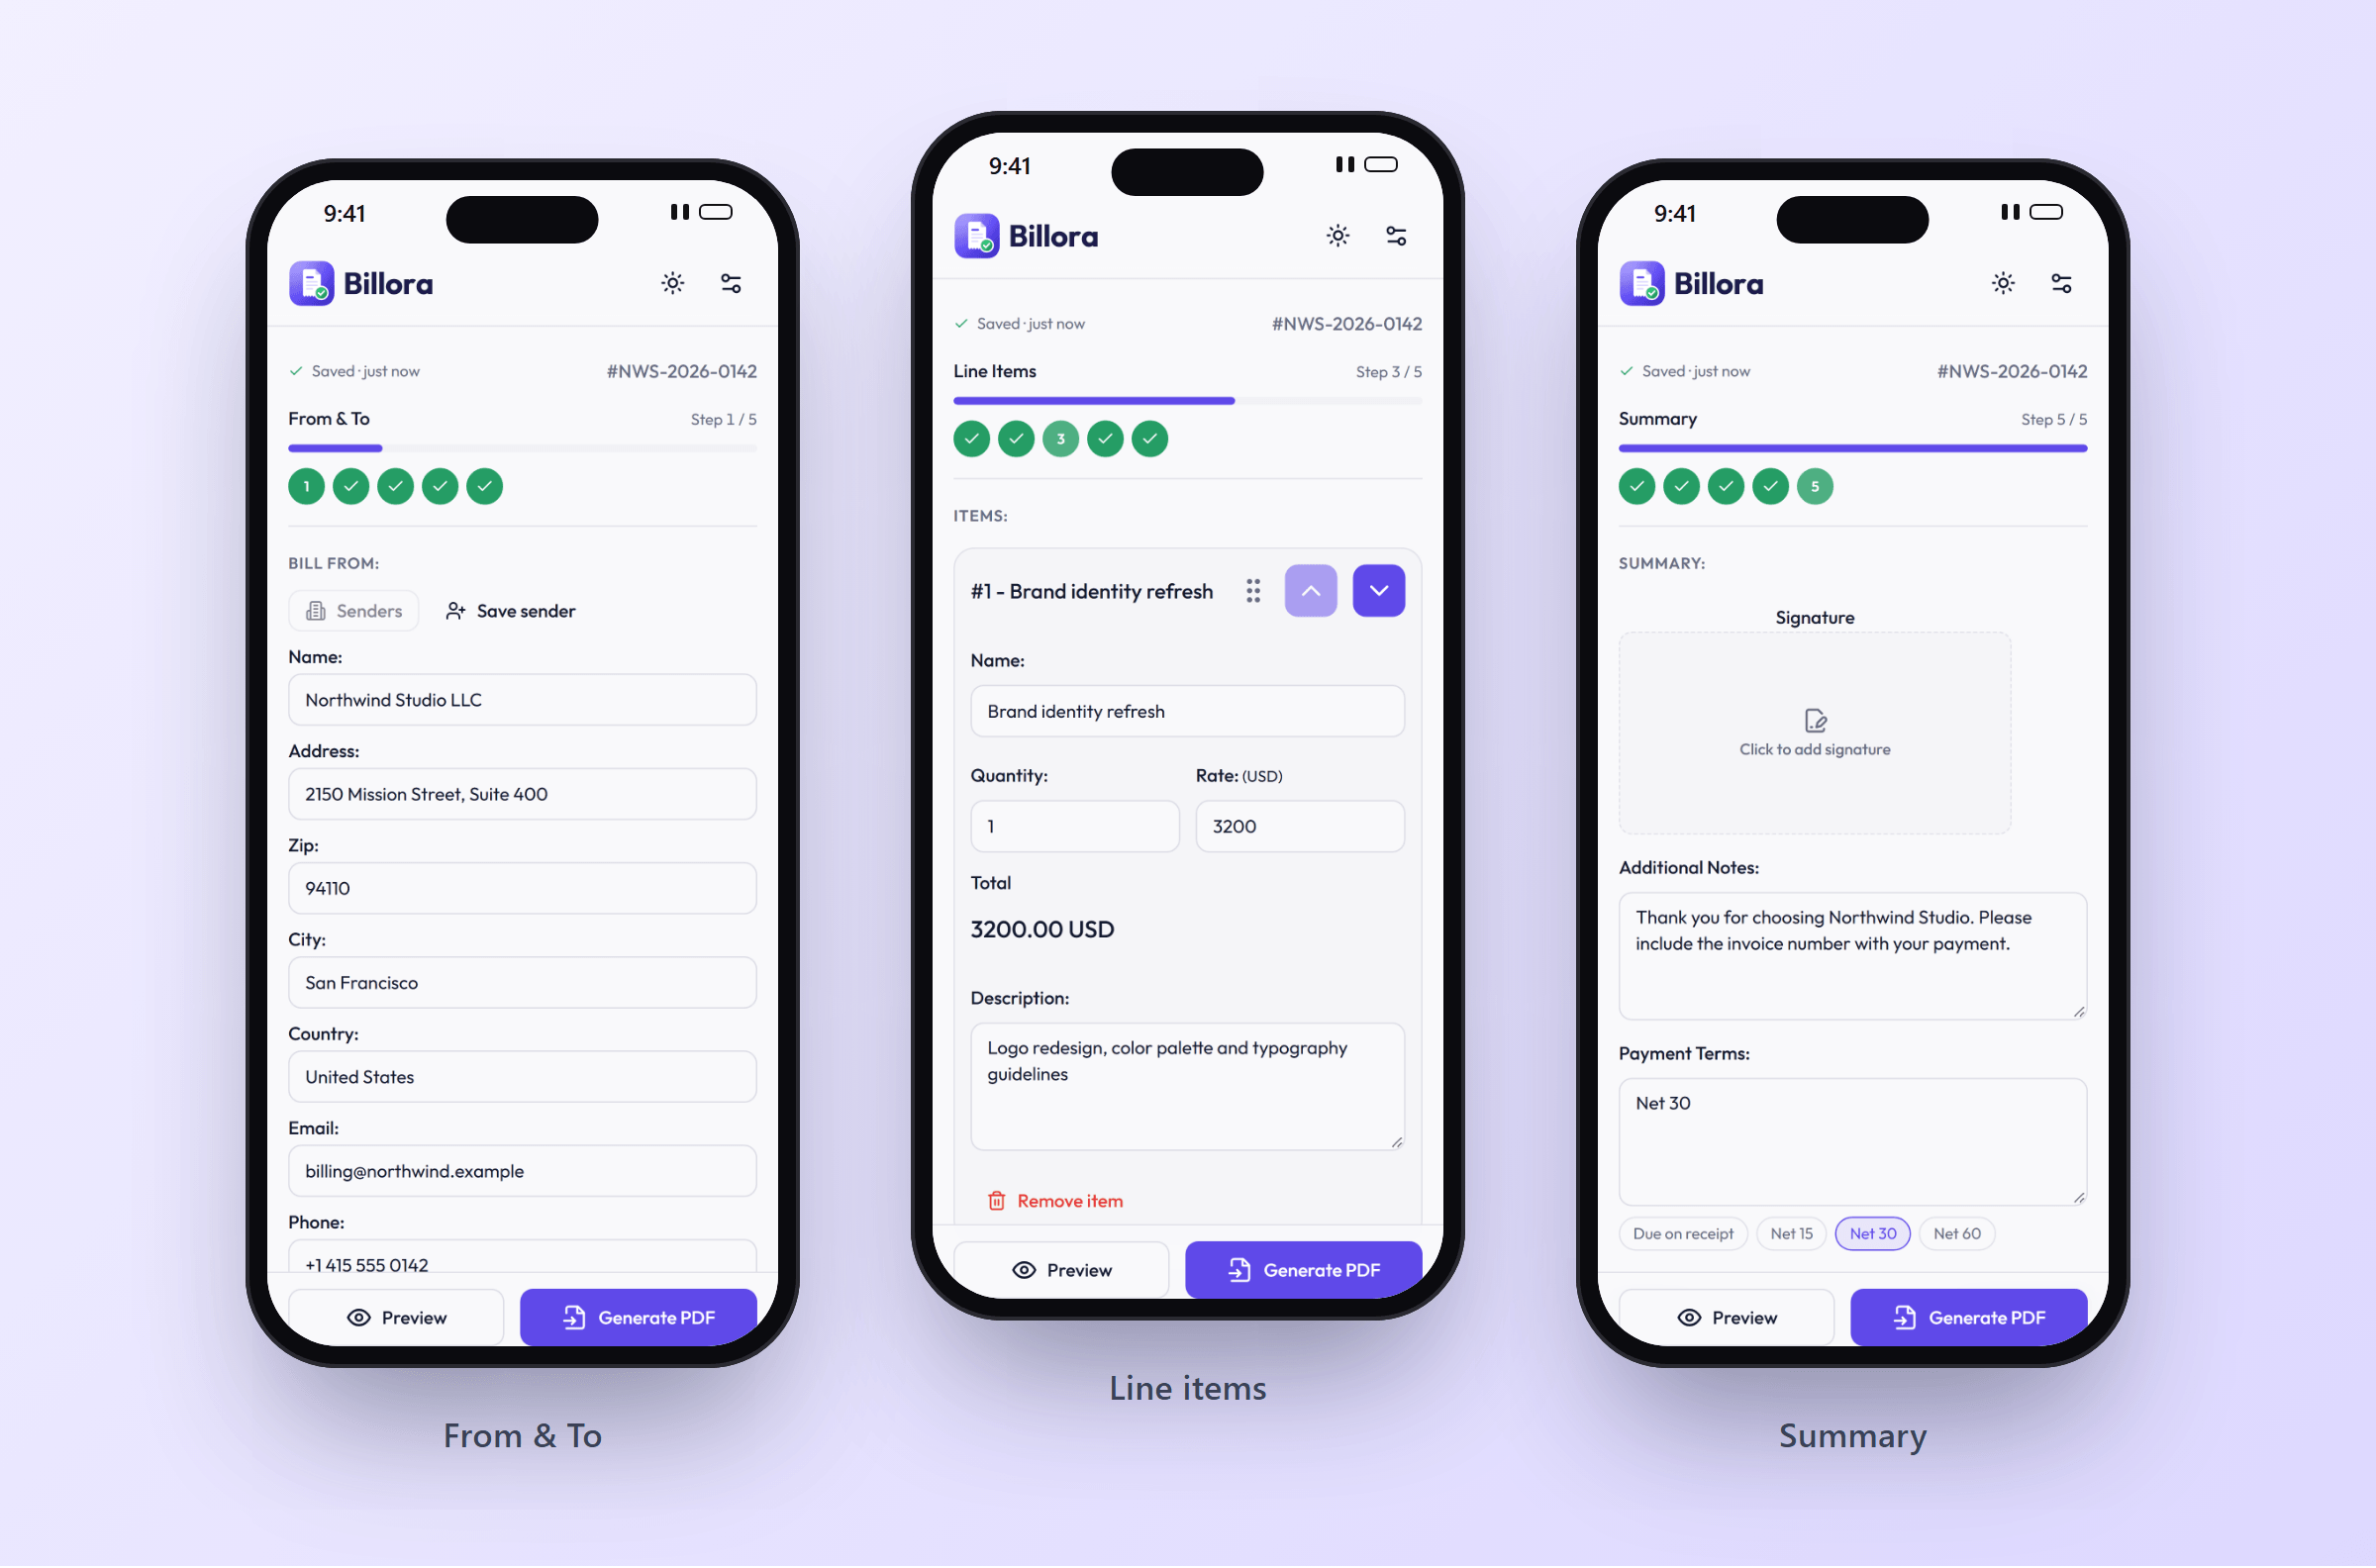 9:41
Billora
Saved · just now
#NWS-2026-0142
From & To
Step 1 / 5
1
BILL FROM:
Senders
Save sender
Name:
Northwind Studio LLC
Address:
2150 Mission Street, Suite 400
Zip:
94110
City:
San Francisco
Country:
United States
Email:
billing@northwind.example
Phone:
+1 415 555 0142
Preview
Generate PDF
From & To
9:41
Billora
Saved · just now
#NWS-2026-0142
Line Items
Step 3 / 5
3
ITEMS:
#1 - Brand identity refresh
Name:
Brand identity refresh
Quantity:
Rate: (USD)
1
3200
Total
3200.00 USD
Description:
Logo redesign, color palette and typography
guidelines
Remove item
Preview
Generate PDF
Line items
9:41
Billora
Saved · just now
#NWS-2026-0142
Summary
Step 5 / 5
5
SUMMARY:
Signature
Click to add signature
Additional Notes:
Thank you for choosing Northwind Studio. Please
include the invoice number with your payment.
Payment Terms:
Net 30
Due on receipt
Net 15
Net 30
Net 60
Preview
Generate PDF
Summary